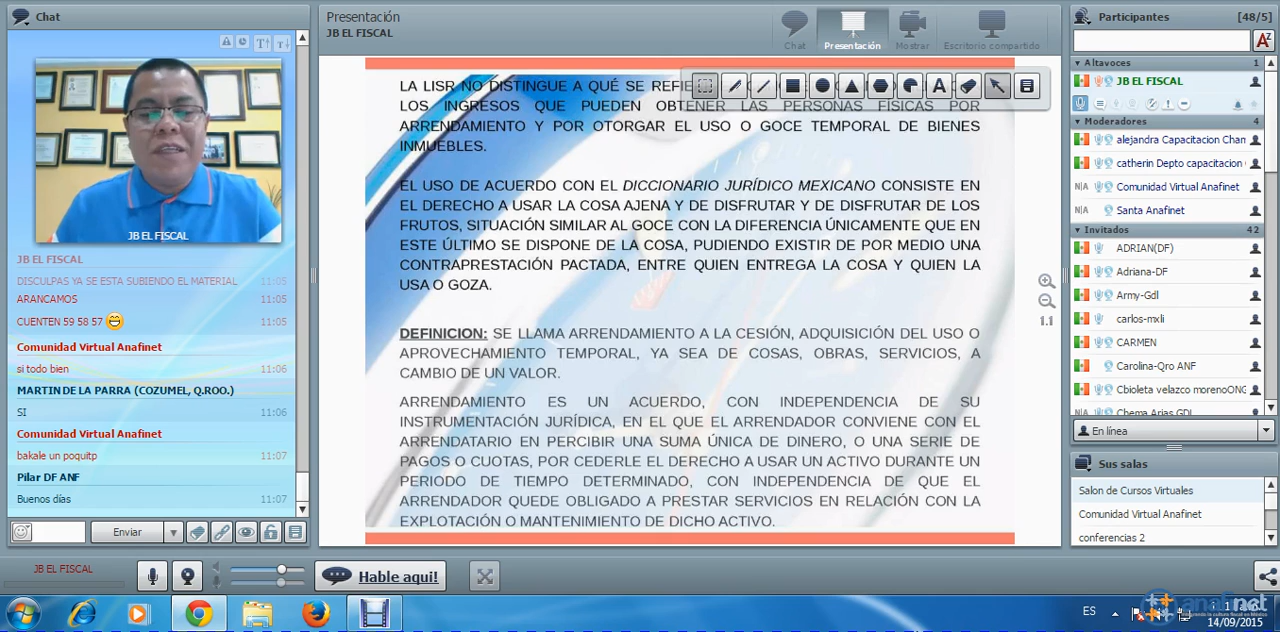 Chat
JB EL FISCAL
JB EL FISCAL
DISCULPAS YA SE ESTA SUBIENDO EL MATERIAL 11:05
ARANCAMOS 11:05
CUENTEN 59 58 57 11:05
Comunidad Virtual Anafinet
si todo bien 11:06
MARTIN DE LA PARRA (COZUMEL, Q.ROO.)
SI 11:06
Comunidad Virtual Anafinet
bakale un poquitp 11:07
Pilar DF ANF
Buenos días 11:07
Enviar
Presentación
JB EL FISCAL
Chat
Presentación
Mostrar
Escritorio compartido
LA LISR NO DISTINGUE A QUÉ SE REFIE
LOS INGRESOS QUE PUEDEN OBTENER LAS PERSONAS FÍSICAS POR
ARRENDAMIENTO Y POR OTORGAR EL USO O GOCE TEMPORAL DE BIENES
INMUEBLES.
EL USO DE ACUERDO CON EL DICCIONARIO JURÍDICO MEXICANO CONSISTE EN
EL DERECHO A USAR LA COSA AJENA Y DE DISFRUTAR Y DE DISFRUTAR DE LOS
FRUTOS, SITUACIÓN SIMILAR AL GOCE CON LA DIFERENCIA ÚNICAMENTE QUE EN
ESTE ÚLTIMO SE DISPONE DE LA COSA, PUDIENDO EXISTIR DE POR MEDIO UNA
CONTRAPRESTACIÓN PACTADA, ENTRE QUIEN ENTREGA LA COSA Y QUIEN LA
USA O GOZA.
DEFINICION: SE LLAMA ARRENDAMIENTO A LA CESIÓN, ADQUISICIÓN DEL USO O
APROVECHAMIENTO TEMPORAL, YA SEA DE COSAS, OBRAS, SERVICIOS, A
CAMBIO DE UN VALOR.
ARRENDAMIENTO ES UN ACUERDO, CON INDEPENDENCIA DE SU
INSTRUMENTACIÓN JURÍDICA, EN EL QUE EL ARRENDADOR CONVIENE CON EL
ARRENDATARIO EN PERCIBIR UNA SUMA ÚNICA DE DINERO, O UNA SERIE DE
PAGOS O CUOTAS, POR CEDERLE EL DERECHO A USAR UN ACTIVO DURANTE UN
PERIODO DE TIEMPO DETERMINADO, CON INDEPENDENCIA DE QUE EL
ARRENDADOR QUEDE OBLIGADO A PRESTAR SERVICIOS EN RELACIÓN CON LA
EXPLOTACIÓN O MANTENIMIENTO DE DICHO ACTIVO.
1.1
Participantes [48/5]
Altavoces 1
JB EL FISCAL
Moderadores 4
alejandra Capacitacion Cham
catherin Depto capacitacion
N/A Comunidad Virtual Anafinet
N/A Santa Anafinet
Invitados 42
ADRIAN(DF)
Adriana-DF
Army-Gdl
carlos-mxli
CARMEN
Carolina-Qro ANF
Cbioleta velazco morenoONG
N/A Chema Arias GDL
En línea
Sus salas
Salon de Cursos Virtuales
Comunidad Virtual Anafinet
conferencias 2
JB EL FISCAL
Hable aqui!
ES
anafinet
14/09/2015